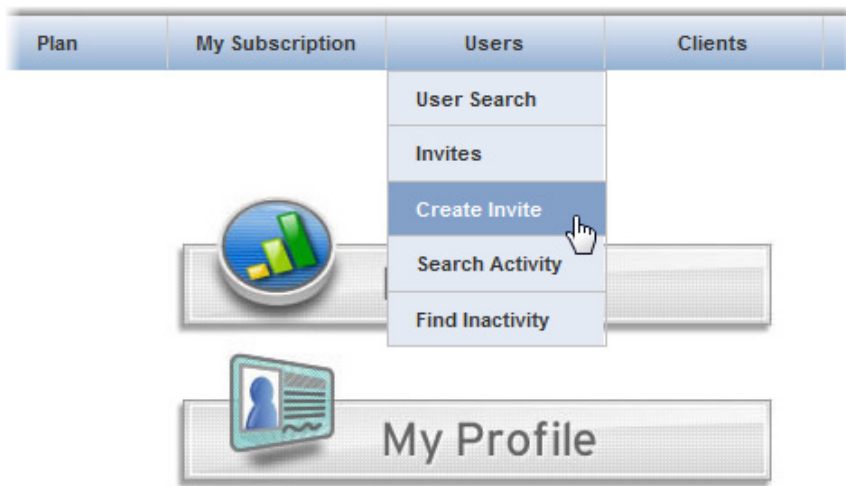 Plan My Subscription Users Clients
User Search
Invites
Create Invite
Search Activity
Find Inactivity
My Profile